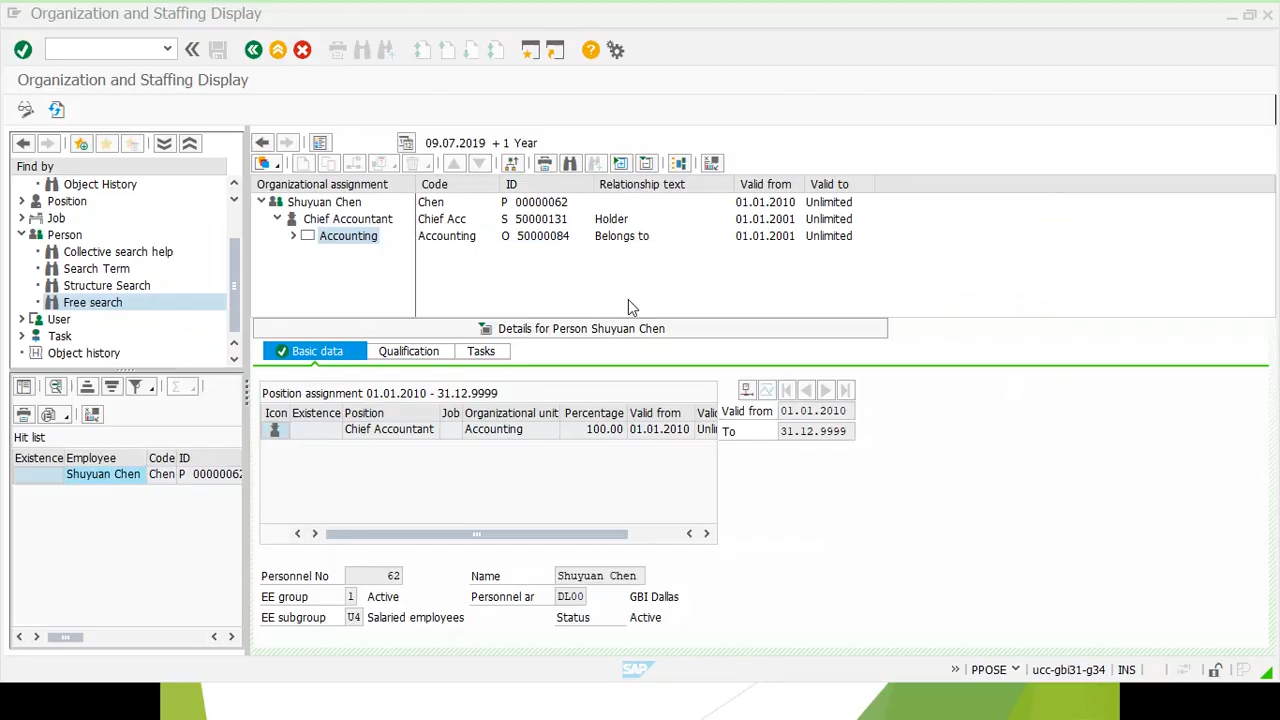 Organization and Staffing Display
Organization and Staffing Display
09.07.2019 + 1 Year
Find by
Object History
Position
Job
Person
Collective search help
Search Term
Structure Search
Free search
User
Task
Object history
Hit list
Existence Employee Code ID
Shuyuan Chen Chen P 00000062
Organizational assignment Code ID Relationship text Valid from Valid to
Shuyuan Chen Chen P 00000062 01.01.2010 Unlimited
Chief Accountant Chief Acc S 50000131 Holder 01.01.2001 Unlimited
Accounting Accounting O 50000084 Belongs to 01.01.2001 Unlimited
Details for Person Shuyuan Chen
Basic data Qualification Tasks
Position assignment 01.01.2010 - 31.12.9999
Icon Existence Position Job Organizational unit Percentage Valid from Vali
Chief Accountant Accounting 100.00 01.01.2010 Unli
Valid from 01.01.2010
To 31.12.9999
Personnel No 62 Name Shuyuan Chen
EE group 1 Active Personnel ar DL00 GBI Dallas
EE subgroup U4 Salaried employees Status Active
SAP
PPOSE ucc-gbi31-g34 INS